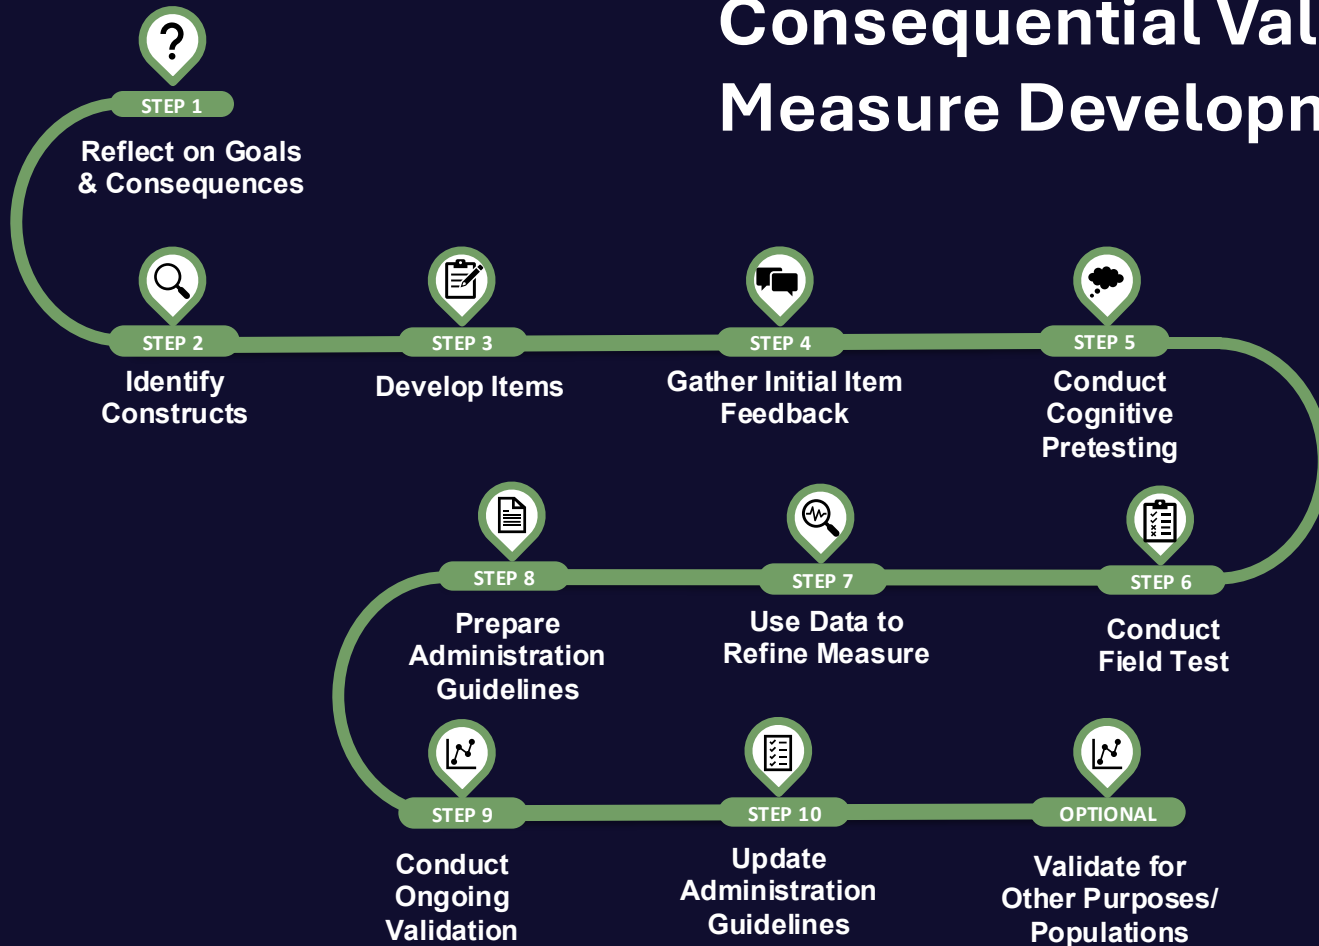 Consequential Val
Measure Developm
STEP 1
Reflect on Goals
& Consequences
STEP 2
Identify
Constructs
STEP 3
Develop Items
STEP 4
Gather Initial Item
Feedback
STEP 5
Conduct
Cognitive
Pretesting
STEP 6
Conduct
Field Test
STEP 7
Use Data to
Refine Measure
STEP 8
Prepare
Administration
Guidelines
STEP 9
Conduct
Ongoing
Validation
STEP 10
Update
Administration
Guidelines
OPTIONAL
Validate for
Other Purposes/
Populations